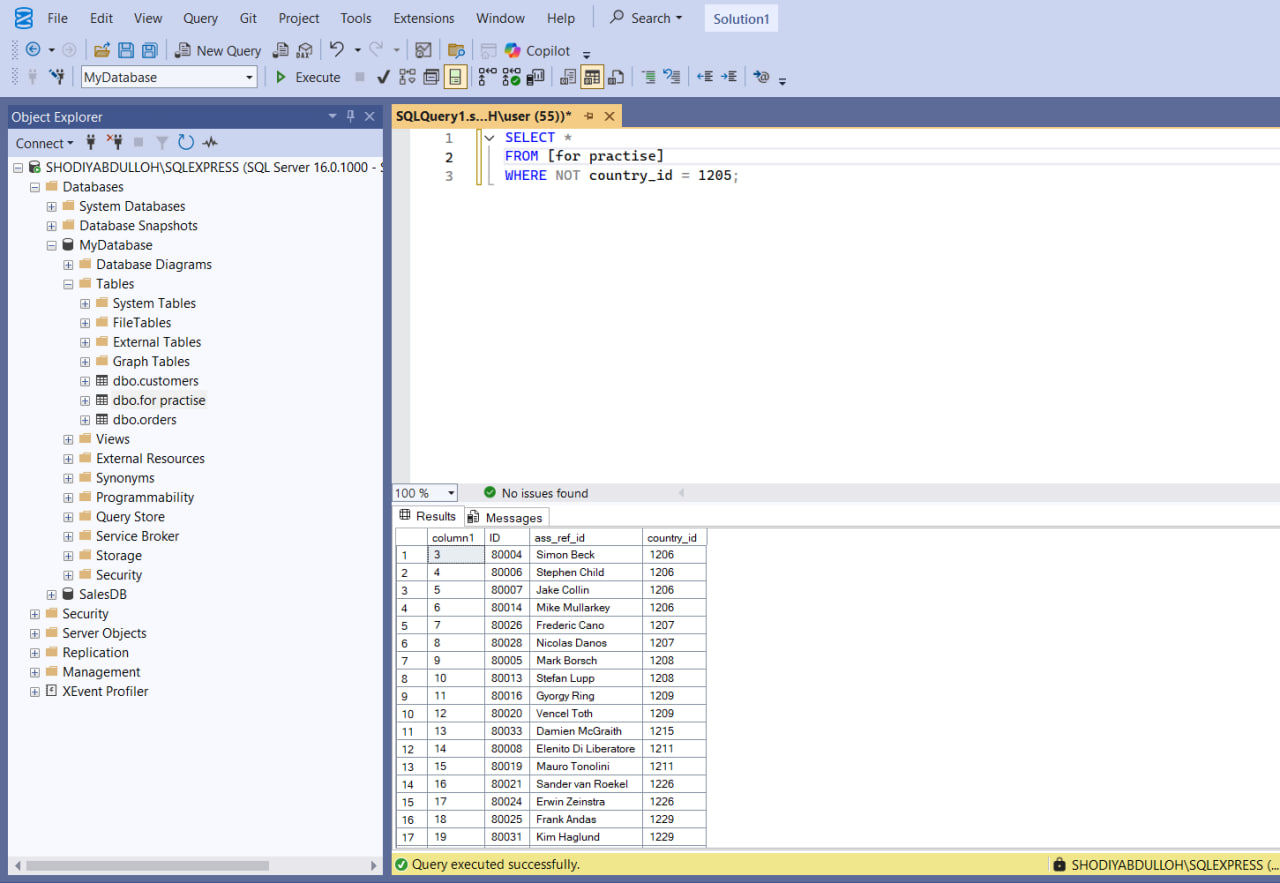 File Edit View Query Git Project Tools Extensions Window Help Search Solution1
New Query DAX Copilot
MyDatabase Execute
Object Explorer
Connect
SHODIYABDULLOH\SQLEXPRESS (SQL Server 16.0.1000 - S
Databases
System Databases
Database Snapshots
MyDatabase
Database Diagrams
Tables
System Tables
FileTables
External Tables
Graph Tables
dbo.customers
dbo.for practise
dbo.orders
Views
External Resources
Synonyms
Programmability
Query Store
Service Broker
Storage
Security
SalesDB
Security
Server Objects
Replication
Management
XEvent Profiler
SQLQuery1.s...H\user (55))*
1 SELECT *
2 FROM [for practise]
3 WHERE NOT country_id = 1205;
100 % No issues found
Results Messages
column1 ID ass_ref_id country_id
1 3 80004 Simon Beck 1206
2 4 80006 Stephen Child 1206
3 5 80007 Jake Collin 1206
4 6 80014 Mike Mullarkey 1206
5 7 80026 Frederic Cano 1207
6 8 80028 Nicolas Danos 1207
7 9 80005 Mark Borsch 1208
8 10 80013 Stefan Lupp 1208
9 11 80016 Gyorgy Ring 1209
10 12 80020 Vencel Toth 1209
11 13 80033 Damien McGraith 1215
12 14 80008 Elenito Di Liberatore 1211
13 15 80019 Mauro Tonolini 1211
14 16 80021 Sander van Roekel 1226
15 17 80024 Erwin Zeinstra 1226
16 18 80025 Frank Andas 1229
17 19 80031 Kim Haglund 1229
Query executed successfully. SHODIYABDULLOH\SQLEXPRESS (...